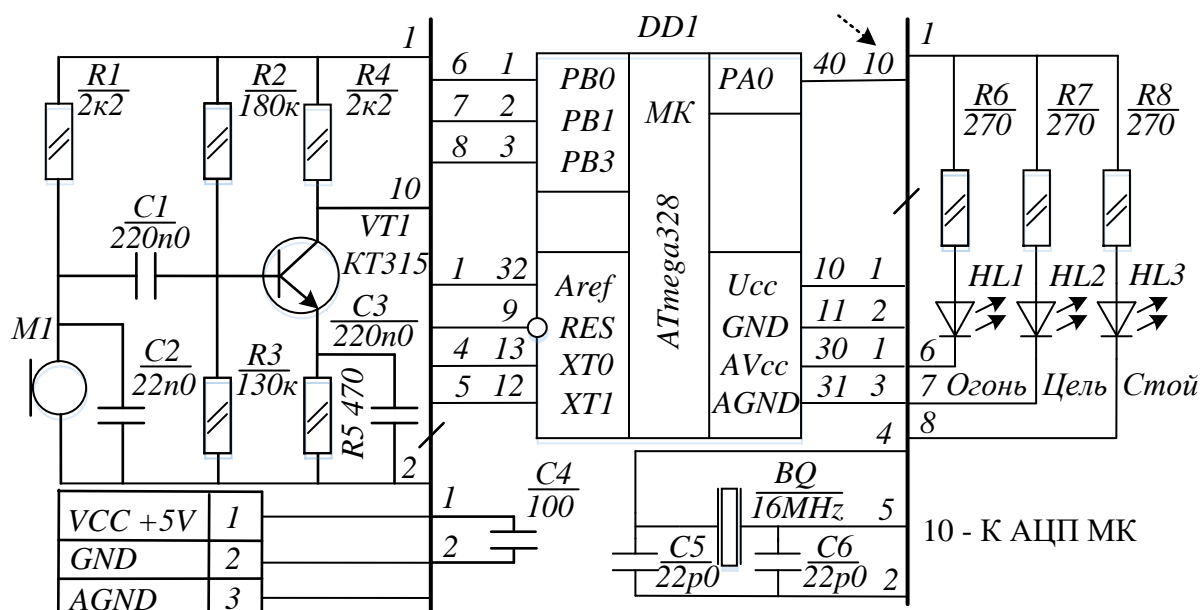 DD1
1
6 1
40 10
1
R1
2к2
R2
180к
R4
2к2
PB0
PA0
МК
R6
270
R7
270
R8
270
7 2
PB1
8 3
PB3
10
C1
220n0
VT1
КТ315
ATmega328
1 32
Aref
Ucc
10 1
HL1
HL2
HL3
M1
C3
220n0
9
RES
GND
11 2
C2
22n0
R3
130к
R5 470
4 13
XT0
AVcc
30 1
6
5 12
XT1
AGND
31 3
7
Огонь Цель Стой
4
8
2
C4
100
BQ
16MHz
VCC +5V 1
1
5
10 - К АЦП МК
GND 2
2
C5
22p0
C6
22p0
2
AGND 3